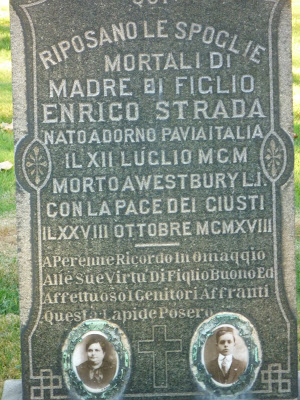 QUI
RIPOSANO LE SPOGLIE
MORTALI DI
MADRE DI FIGLIO
ENRICO STRADA
NATO A DORNO PAVIA ITALIA
IL XII LUGLIO MCM
MORTO A WESTBURY L.I.
CON LA PACE DEI GIUSTI
IL XXVIII OTTOBRE MCMXVIII
A Perenne Ricordo In Omaggio
Alle Sue Virtu Di Figlio Buono Ed
Affettuoso I Genitori Affranti
Questa Lapide Posero